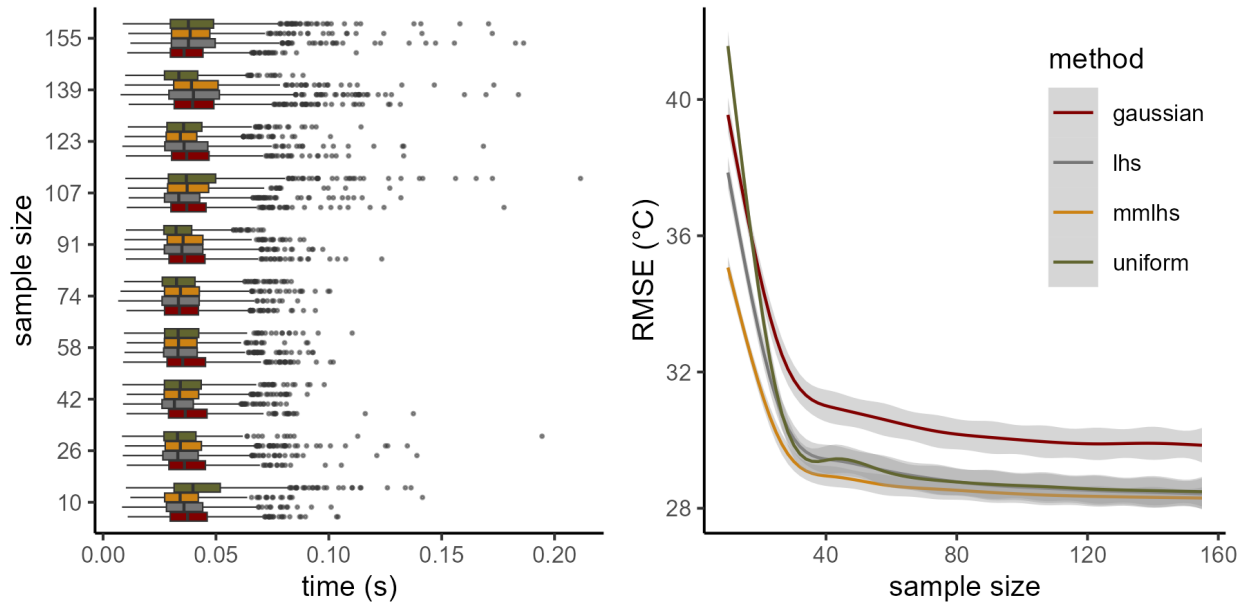 sample size
155
139
123
107
91
74
58
42
26
10
0.00
0.05
0.10
0.15
0.20
time (s)
RMSE (°C)
40
36
32
28
40
80
120
160
sample size
method
gaussian
lhs
mmlhs
uniform